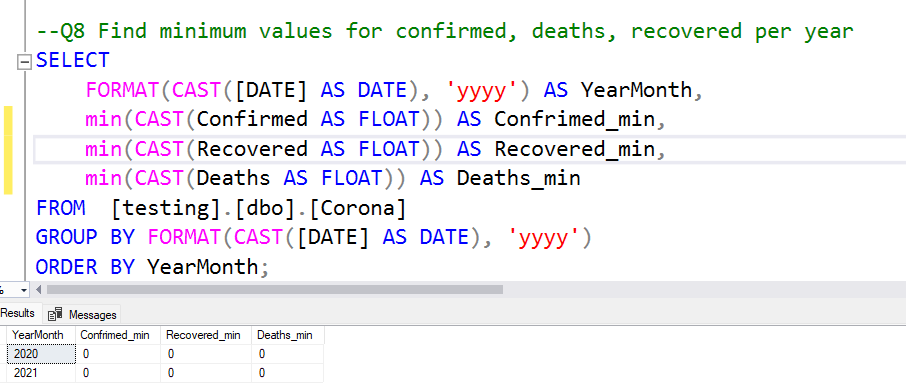 --Q8 Find minimum values for confirmed, deaths, recovered per year
SELECT
FORMAT(CAST([DATE] AS DATE), 'yyyy') AS YearMonth,
min(CAST(Confirmed AS FLOAT)) AS Confrimed_min,
min(CAST(Recovered AS FLOAT)) AS Recovered_min,
min(CAST(Deaths AS FLOAT)) AS Deaths_min
FROM [testing].[dbo].[Corona]
GROUP BY FORMAT(CAST([DATE] AS DATE), 'yyyy')
ORDER BY YearMonth;
%
Results Messages
YearMonth Confrimed_min Recovered_min Deaths_min
2020 0 0 0
2021 0 0 0